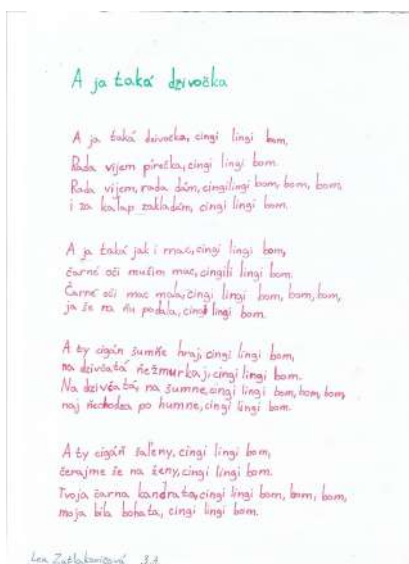 A ja taká dzivočka
A ja taká dzivočka, cingi lingi bom,
Rada vijem pirečka, cingi lingi bom.
Rada vijem, rada dám, cingilingi bom, bom, bom,
i za kalap zakladám, cingi lingi bom.
A ja taká jak i mac, cingi lingi bom,
čarné oči mušim mac, cingili lingi bom.
Čarné oči mac mala, cingi lingi bom, bom, bom,
ja še na ňu podala, cingi lingi bom.
A ty cigán šumňe hraj, cingi lingi bom,
na dzivčatá ňežmurkaj, cingi lingi bom.
Na dzivčatá, na šumne, cingi lingi bom, bom, bom,
naj ňechodza po humne, cingi lingi bom.
A ty cigáň šaleny, cingi lingi bom,
čerajme še na ženy, cingi lingi bom.
Tvoja čarna kandrata, cingi lingi bom, bom, bom,
moja bila bohata, cingi lingi bom.
Lea 3.A